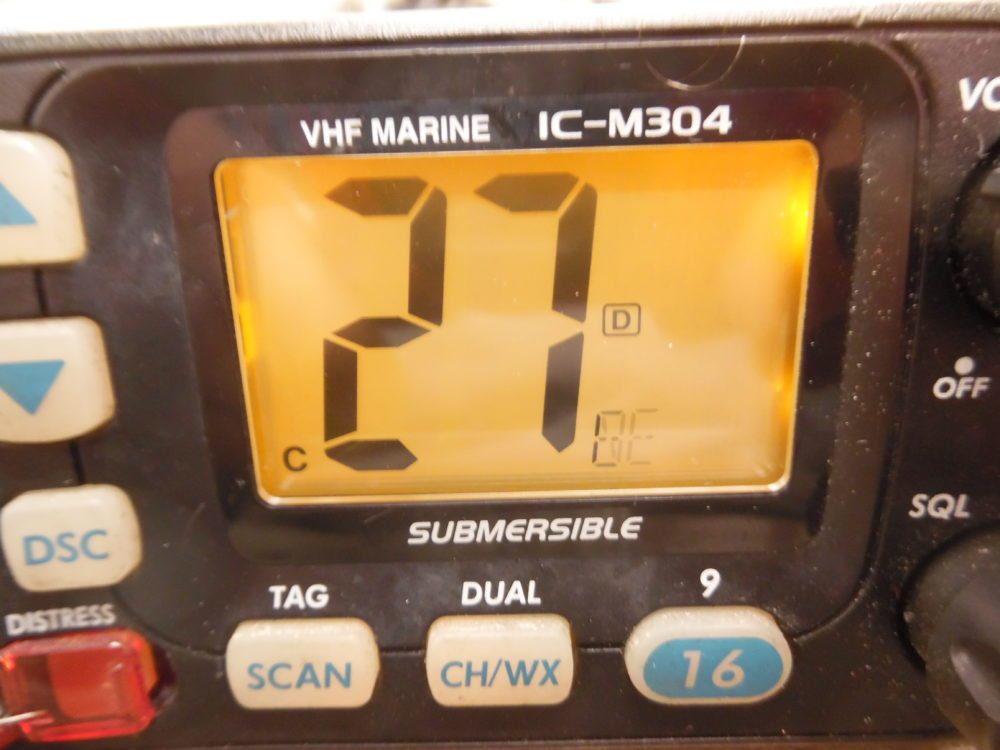 VHF MARINE IC-M304
27
D
C
SUBMERSIBLE
OFF
SQL
DSC
DISTRESS
TAG
DUAL
9
SCAN
CH/WX
16